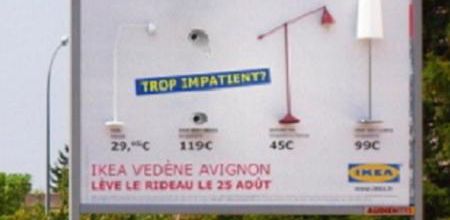 TROP IMPATIENT?
29,95€ 119€ 45€ 99€
IKEA VEDÈNE AVIGNON
LÈVE LE RIDEAU LE 25 AOÛT
IKEA
www.ikea.fr